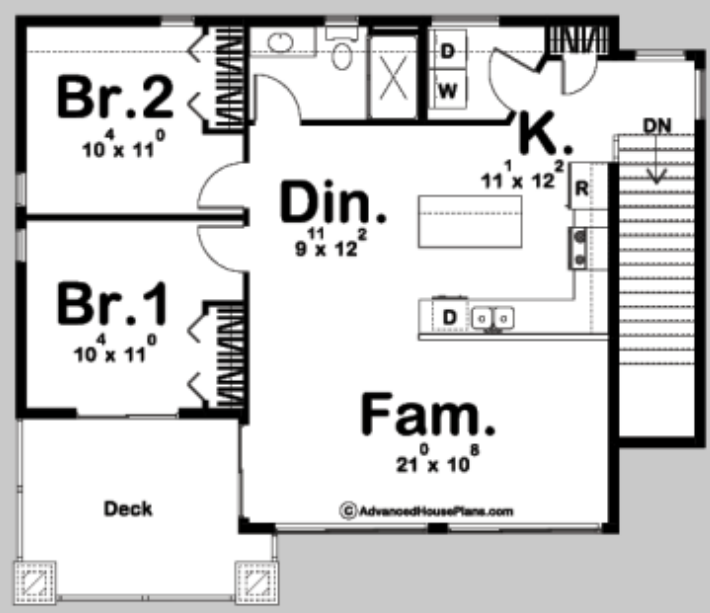 Br.2
10⁴ x 11⁰
D
W
K.
11¹ x 12²
DN
R
Din.
9¹¹ x 12²
Br.1
10⁴ x 11⁰
D
Fam.
21⁰ x 10⁸
Deck
© AdvancedHousePlans.com